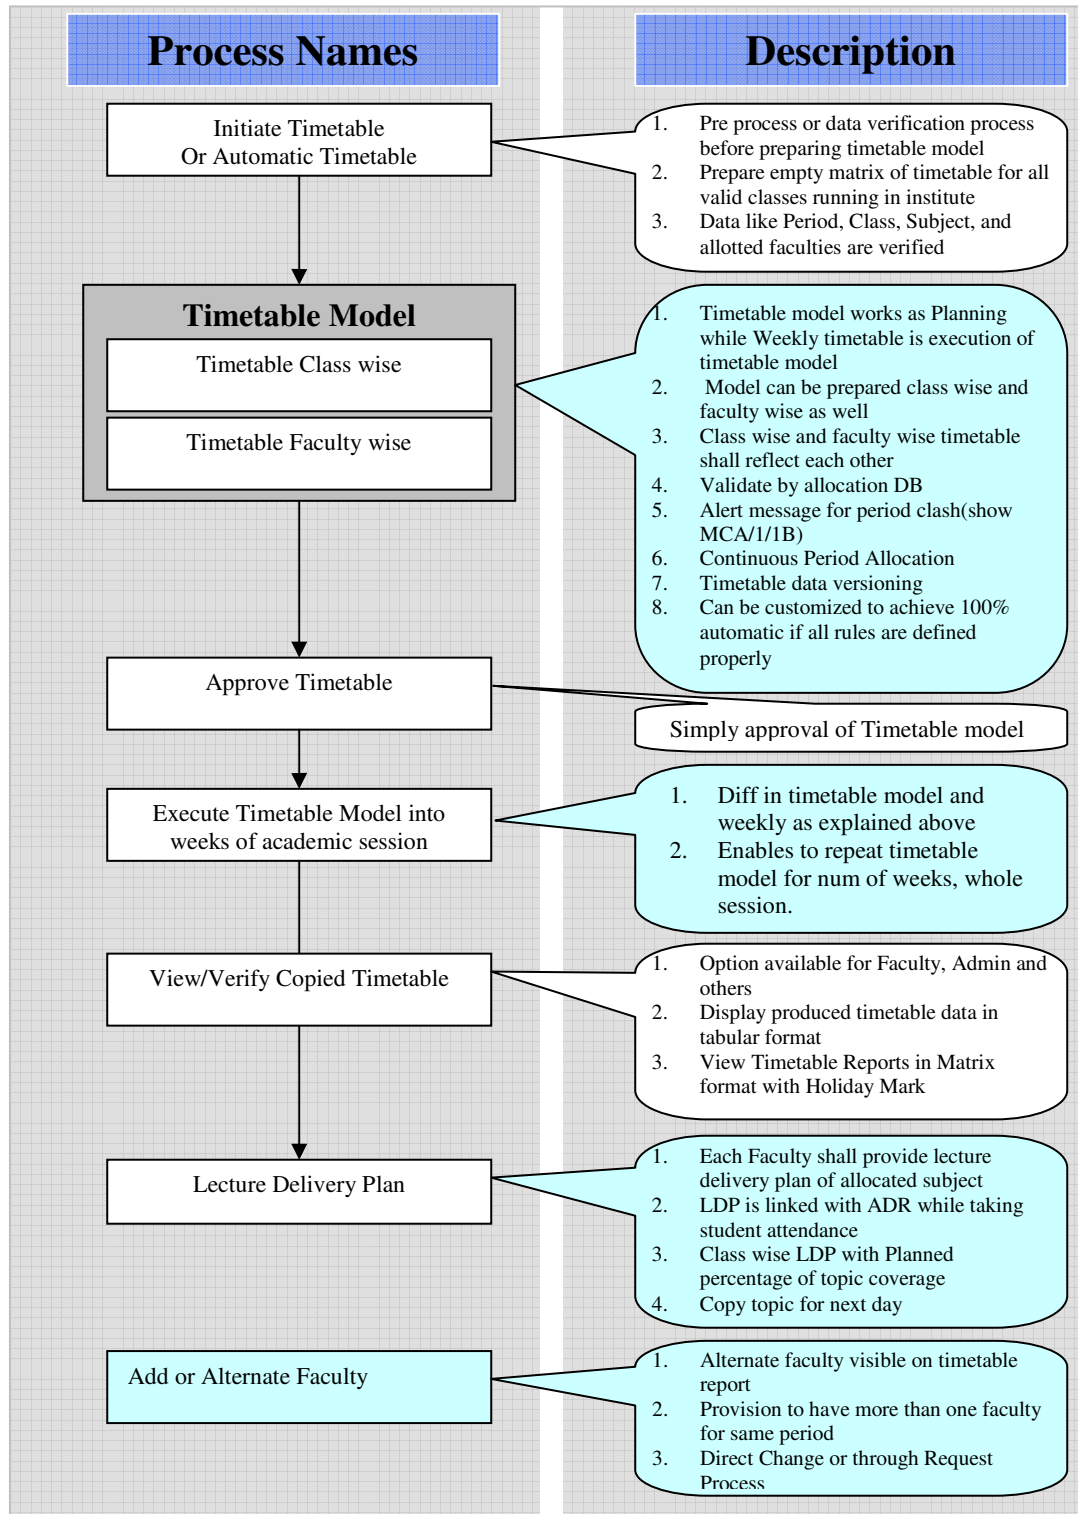 Process Names
Description
Initiate Timetable
Or Automatic Timetable
1. Pre process or data verification process
before preparing timetable model
2. Prepare empty matrix of timetable for all
valid classes running in institute
3. Data like Period, Class, Subject, and
allotted faculties are verified
Timetable Model
Timetable Class wise
Timetable Faculty wise
1. Timetable model works as Planning
while Weekly timetable is execution of
timetable model
2. Model can be prepared class wise and
faculty wise as well
3. Class wise and faculty wise timetable
shall reflect each other
4. Validate by allocation DB
5. Alert message for period clash(show
MCA/1/1B)
6. Continuous Period Allocation
7. Timetable data versioning
8. Can be customized to achieve 100%
automatic if all rules are defined
properly
Approve Timetable
Simply approval of Timetable model
Execute Timetable Model into
weeks of academic session
1. Diff in timetable model and
weekly as explained above
2. Enables to repeat timetable
model for num of weeks, whole
session.
View/Verify Copied Timetable
1. Option available for Faculty, Admin and
others
2. Display produced timetable data in
tabular format
3. View Timetable Reports in Matrix
format with Holiday Mark
Lecture Delivery Plan
1. Each Faculty shall provide lecture
delivery plan of allocated subject
2. LDP is linked with ADR while taking
student attendance
3. Class wise LDP with Planned
percentage of topic coverage
4. Copy topic for next day
Add or Alternate Faculty
1. Alternate faculty visible on timetable
report
2. Provision to have more than one faculty
for same period
3. Direct Change or through Request
Process